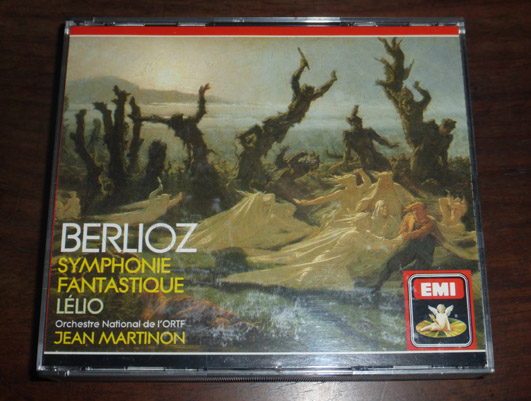 BERLIOZ
SYMPHONIE
FANTASTIQUE
LÉLIO
Orchestre National de l'ORTF
JEAN MARTINON
EMI